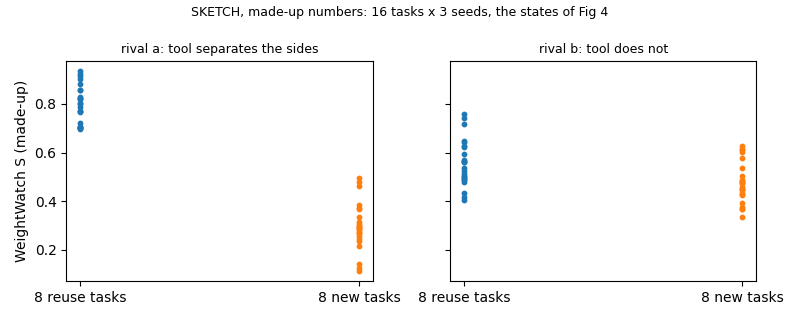 SKETCH, made-up numbers: 16 tasks x 3 seeds, the states of Fig 4
rival a: tool separates the sides
rival b: tool does not
WeightWatch S (made-up)
0.8
0.6
0.4
0.2
8 reuse tasks
8 new tasks
8 reuse tasks
8 new tasks